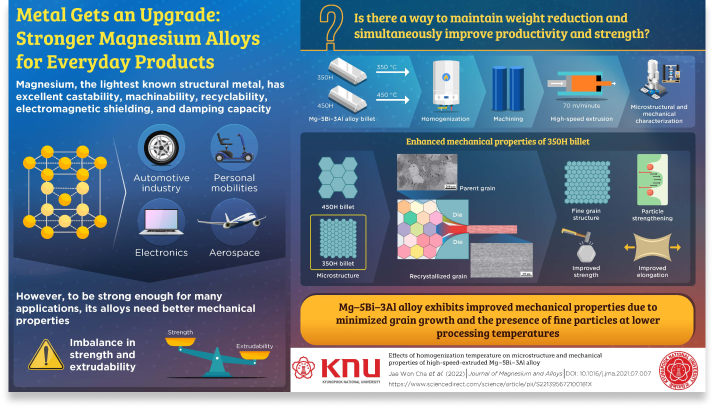 Metal Gets an Upgrade:
Stronger Magnesium Alloys
for Everyday Products
Magnesium, the lightest known structural metal, has
excellent castability, machinability, recyclability,
electromagnetic shielding, and damping capacity
Automotive
industry
Personal
mobilities
Electronics
Aerospace
However, to be strong enough for many
applications, its alloys need better mechanical
properties
Imbalance in
strength and
extrudability
Strength
Extrudability
?
Is there a way to maintain weight reduction and
simultaneously improve productivity and strength?
350H
350 °C
450H
450 °C
Mg–5Bi–3Al alloy billet
Homogenization
Machining
70 m/minute
High-speed extrusion
Microstructural and
mechanical
characterization
Enhanced mechanical properties of 350H billet
450H billet
350H billet
Microstructure
Parent grain
Die
Die
Recrystallized grain
Fine grain
structure
Particle
strengthening
Improved
strength
Improved
elongation
Mg–5Bi–3Al alloy exhibits improved mechanical properties due to
minimized grain growth and the presence of fine particles at lower
processing temperatures
KNU
KYUNGPOOK NATIONAL UNIVERSITY
Effects of homogenization temperature on microstructure and mechanical
properties of high-speed-extruded Mg–5Bi–3Al alloy
Jae Won Cha et al. (2022) | Journal of Magnesium and Alloys | DOI: 10.1016/j.jma.2021.07.007
https://www.sciencedirect.com/science/article/pii/S221395672100181X